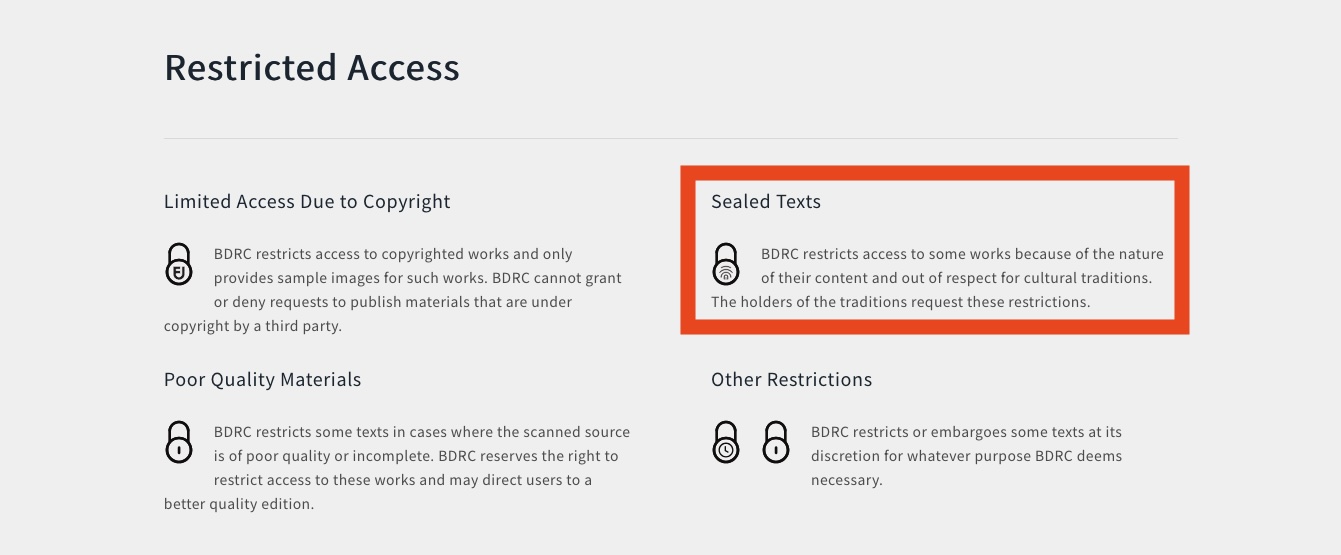 Restricted Access
Limited Access Due to Copyright
BDRC restricts access to copyrighted works and only
provides sample images for such works. BDRC cannot grant
or deny requests to publish materials that are under
copyright by a third party.
Sealed Texts
BDRC restricts access to some works because of the nature
of their content and out of respect for cultural traditions.
The holders of the traditions request these restrictions.
Poor Quality Materials
BDRC restricts some texts in cases where the scanned source
is of poor quality or incomplete. BDRC reserves the right to
restrict access to these works and may direct users to a
better quality edition.
Other Restrictions
BDRC restricts or embargoes some texts at its
discretion for whatever purpose BDRC deems
necessary.